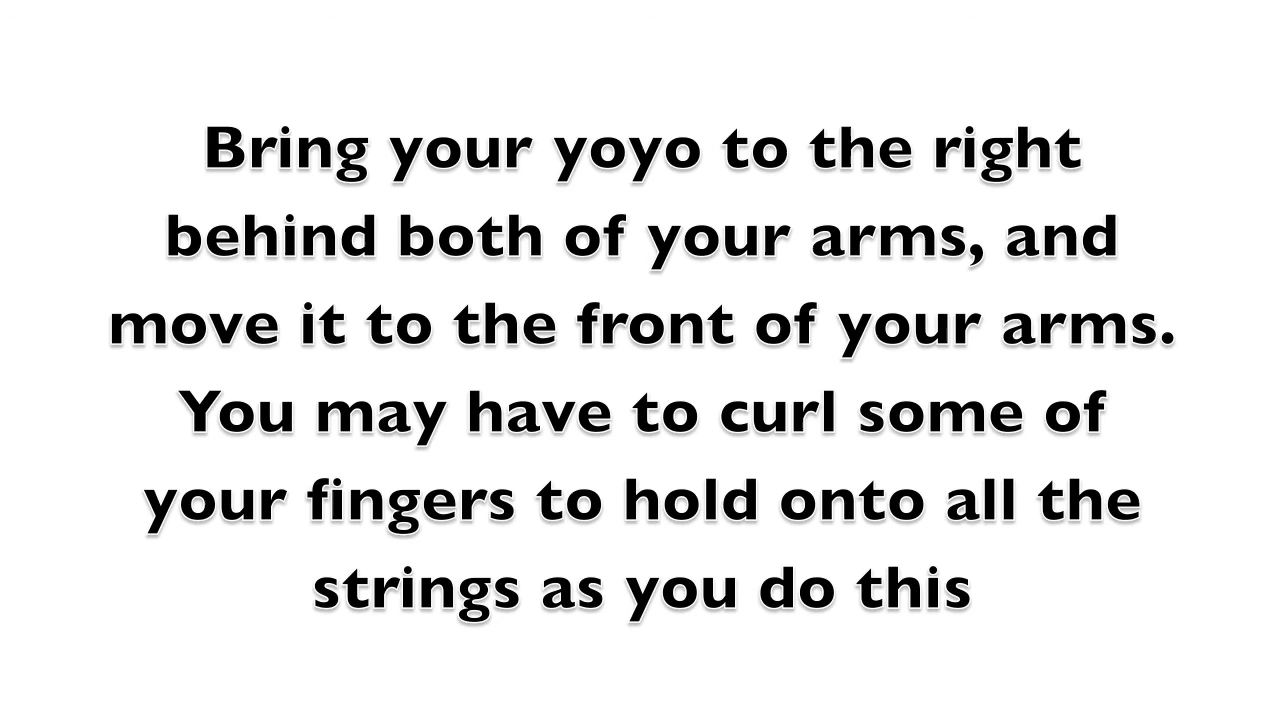 Bring your yoyo to the right
behind both of your arms, and
move it to the front of your arms.
You may have to curl some of
your fingers to hold onto all the
strings as you do this